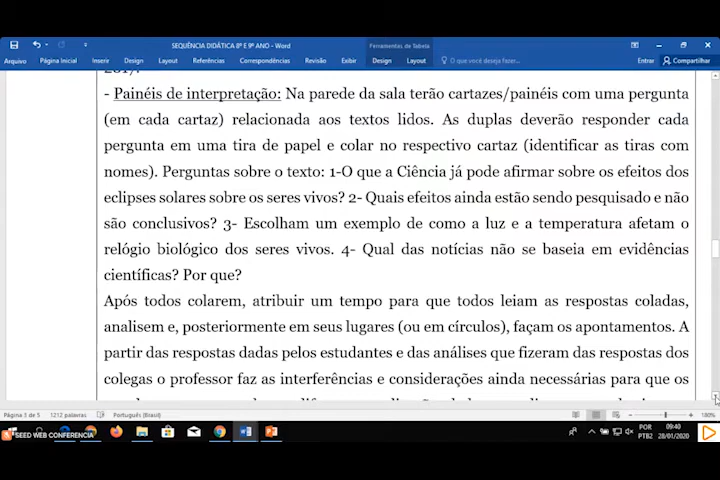 SEQUÊNCIA DIDÁTICA 8º E 9º ANO - Word
Ferramentas de Tabela
Arquivo Página Inicial Inserir Design Layout Referências Correspondências Revisão Exibir Design Layout O que você deseja fazer... Entrar Compartilhar
- Painéis de interpretação: Na parede da sala terão cartazes/painéis com uma pergunta
(em cada cartaz) relacionada aos textos lidos. As duplas deverão responder cada
pergunta em uma tira de papel e colar no respectivo cartaz (identificar as tiras com
nomes). Perguntas sobre o texto: 1-O que a Ciência já pode afirmar sobre os efeitos dos
eclipses solares sobre os seres vivos? 2- Quais efeitos ainda estão sendo pesquisado e não
são conclusivos? 3- Escolham um exemplo de como a luz e a temperatura afetam o
relógio biológico dos seres vivos. 4- Qual das notícias não se baseia em evidências
científicas? Por que?
Após todos colarem, atribuir um tempo para que todos leiam as respostas coladas,
analisem e, posteriormente em seus lugares (ou em círculos), façam os apontamentos. A
partir das respostas dadas pelos estudantes e das análises que fizeram das respostas dos
colegas o professor faz as interferências e considerações ainda necessárias para que os
Página 3 de 5 1212 palavras Português (Brasil) 180%
SEED WEB CONFERENCIA
POR 09:40
PTB2 28/01/2020